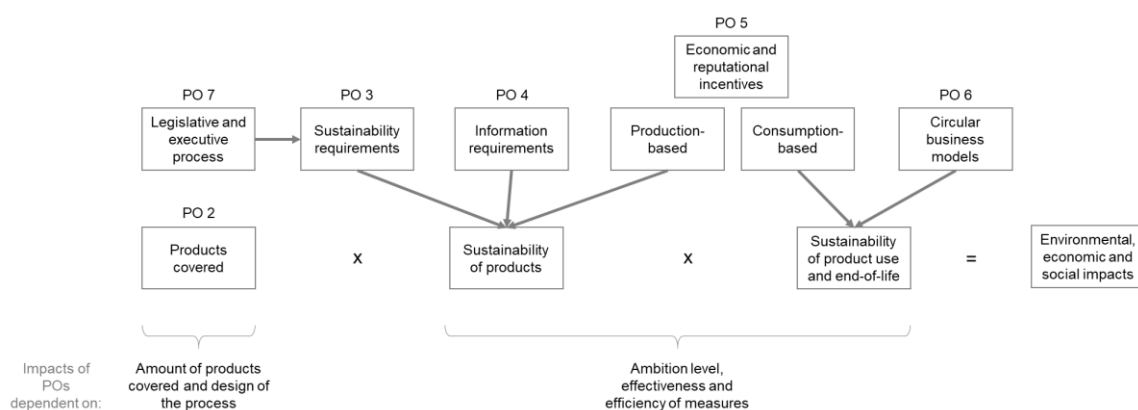 PO 5
Economic and
reputational
incentives
PO 7
Legislative and
executive
process
PO 3
Sustainability
requirements
PO 4
Information
requirements
Production-
based
Consumption-
based
PO 6
Circular
business
models
PO 2
Products
covered
x
Sustainability
of products
x
Sustainability
of product use
and end-of-life
=
Environmental,
economic and
social impacts
Impacts of
POs
dependent on:
Amount of products
covered and design of
the process
Ambition level,
effectiveness and
efficiency of measures